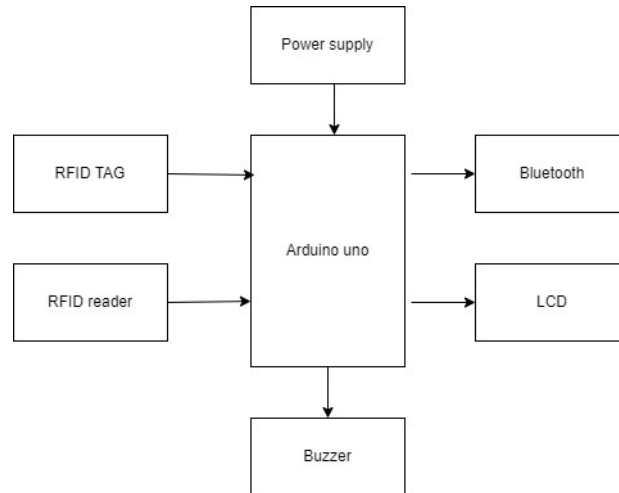 Power supply
RFID TAG
Bluetooth
Arduino uno
RFID reader
LCD
Buzzer